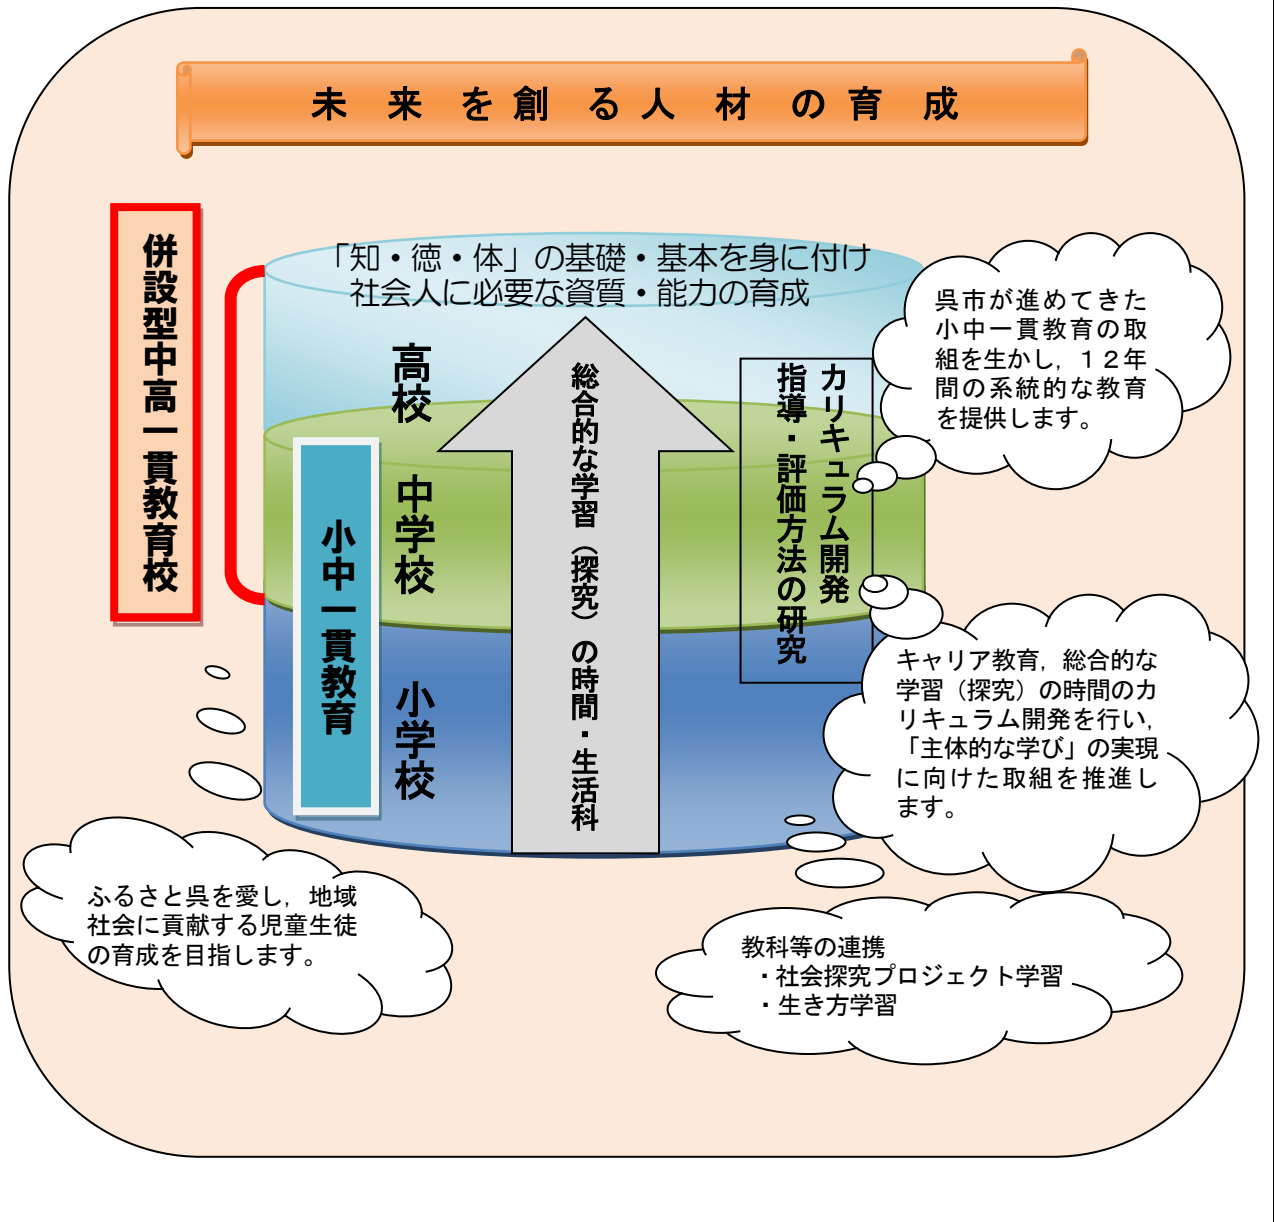 未来を創る人材の育成
併設型中高一貫教育校
「知・徳・体」の基礎・基本を身に付け
社会人に必要な資質・能力の育成
高校
中学校
小学校
小中一貫教育
総合的な学習（探究）の時間・生活科
カリキュラム開発
指導・評価方法の研究
呉市が進めてきた
小中一貫教育の取
組を生かし，１２年
間の系統的な教育
を提供します。
キャリア教育，総合的な
学習（探究）の時間のカ
リキュラム開発を行い，
「主体的な学び」の実現
に向けた取組を推進し
ます。
ふるさと呉を愛し，地域
社会に貢献する児童生徒
の育成を目指します。
教科等の連携
・社会探究プロジェクト学習
・生き方学習